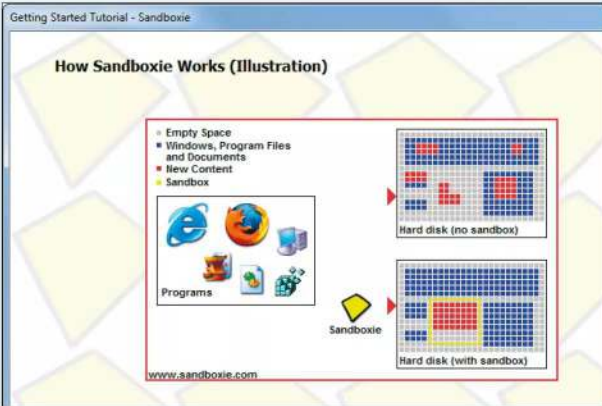 Getting Started Tutorial - Sandboxie
How Sandboxie Works (Illustration)
Empty Space
Windows, Program Files
and Documents
New Content
Sandbox
Programs
Hard disk (no sandbox)
Sandboxie
Hard disk (with sandbox)
www.sandboxie.com